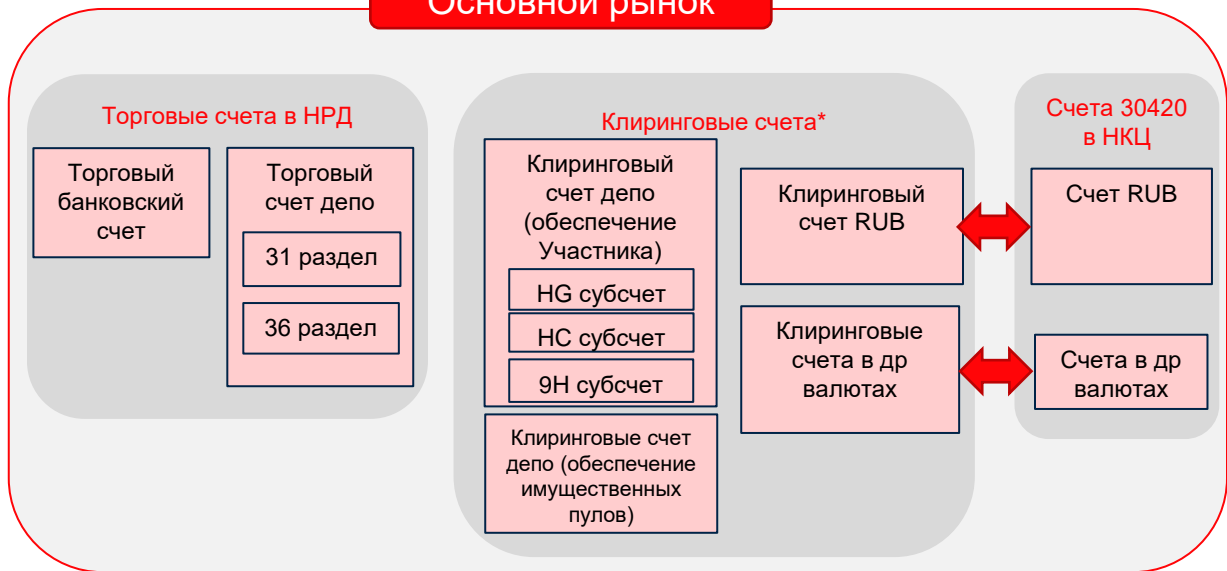 Основной рынок
Торговые счета в НРД
Торговый
банковский
счет
Торговый
счет депо
31 раздел
36 раздел
Клиринговые счета*
Клиринговый
счет депо
(обеспечение
Участника)
HG субсчет
HC субсчет
9H субсчет
Клиринговые счет
депо (обеспечение
имущественных
пулов)
Клиринговый
счет RUB
Клиринговые
счета в др
валютах
Счета 30420
в НКЦ
Счет RUB
Счета в др
валютах